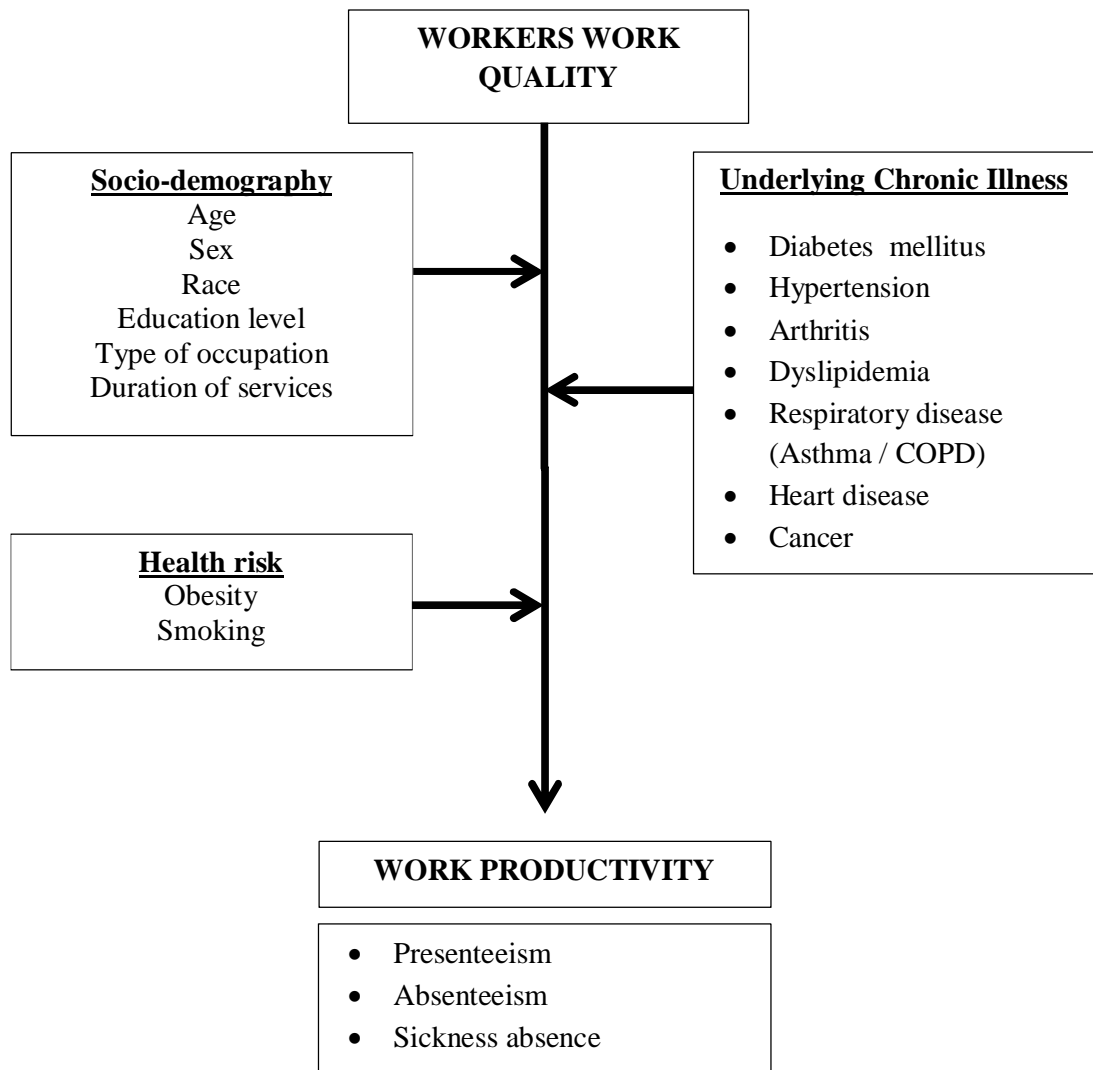 WORKERS WORK
QUALITY
Socio-demography
Age
Sex
Race
Education level
Type of occupation
Duration of services
Underlying Chronic Illness
• Diabetes mellitus
• Hypertension
• Arthritis
• Dyslipidemia
• Respiratory disease
(Asthma / COPD)
• Heart disease
• Cancer
Health risk
Obesity
Smoking
WORK PRODUCTIVITY
• Presenteeism
• Absenteeism
• Sickness absence